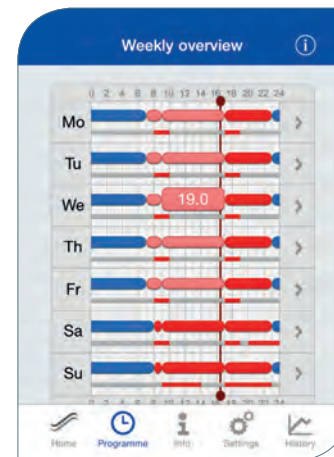 Weekly overview
0 2 4 6 8 10 12 14 16 18 20 22 24
Mo
Tu
We 19.0
Th
Fr
Sa
Su
Home Programme Info Settings History